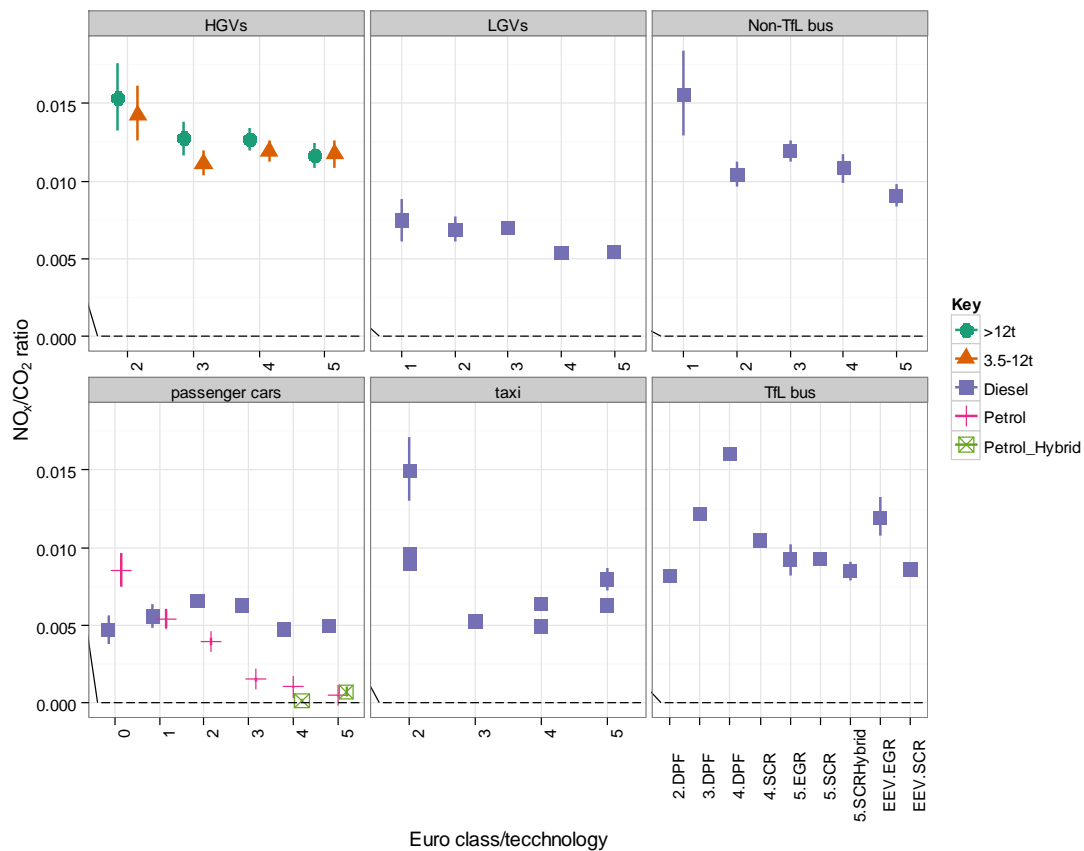 HGVs LGVs Non-TfL bus
0.015
0.010
0.005
0.000
2 3 4 5 1 2 3 4 5 1 2 3 4 5
passenger cars taxi TfL bus
0.015
0.010
0.005
0.000
0 1 2 3 4 5 2 3 4 5 2.DPF 3.DPF 4.DPF 4.SCR 5.EGR 5.SCR 5.SCRHybrid EEV.EGR EEV.SCR
NOx/CO2 ratio
Euro class/tecchnology
Key
>12t
3.5-12t
Diesel
Petrol
Petrol_Hybrid